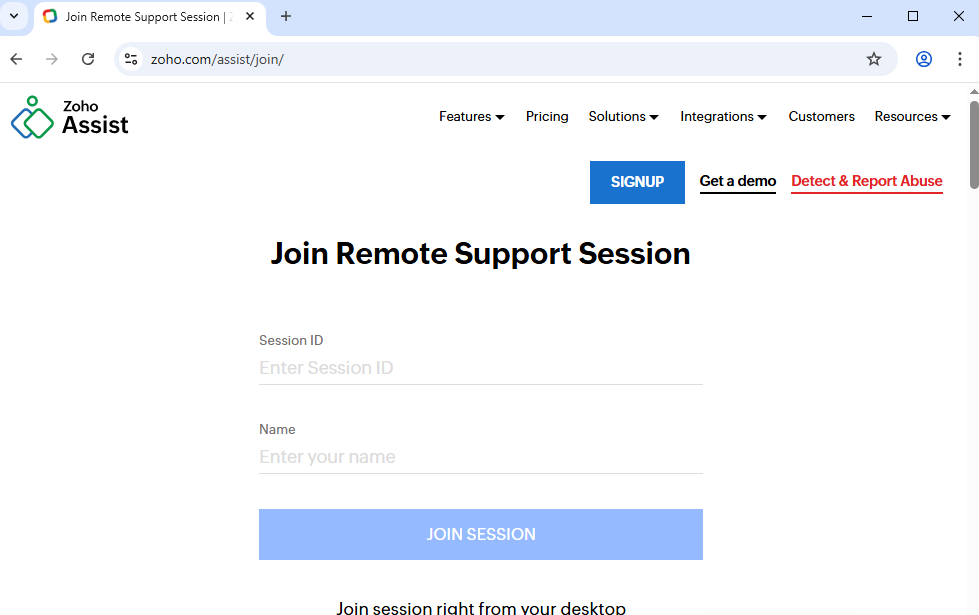 Join Remote Support Session |
zoho.com/assist/join/
Zoho
Assist
Features
Pricing
Solutions
Integrations
Customers
Resources
SIGNUP
Get a demo
Detect & Report Abuse
Join Remote Support Session
Session ID
Enter Session ID
Name
Enter your name
JOIN SESSION
Join session right from your desktop